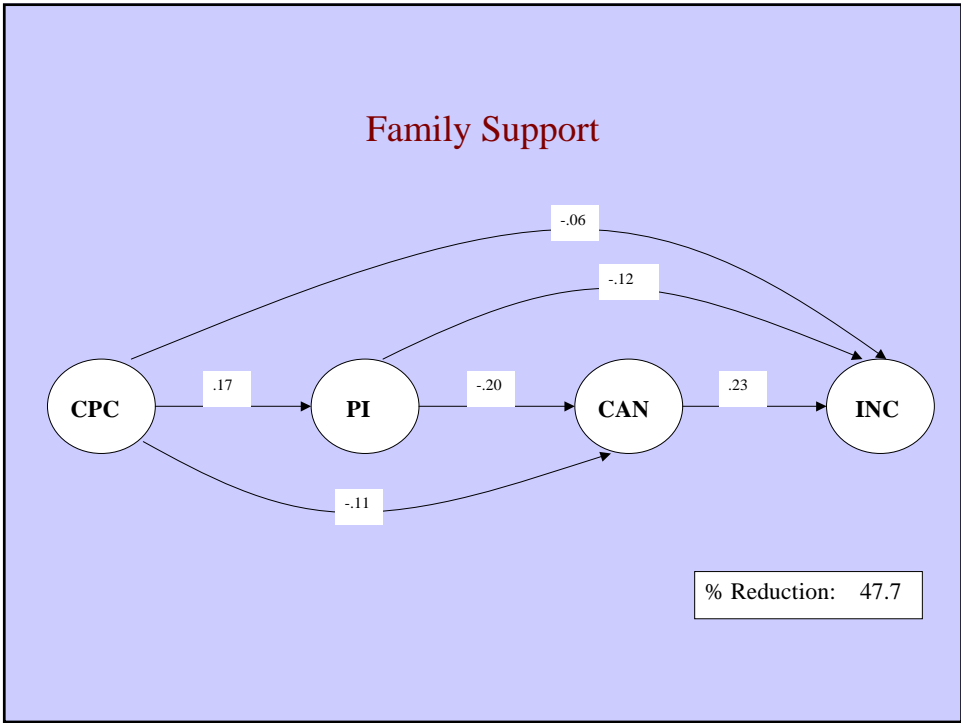 Family Support
-.06
-.12
.17
-.20
.23
CPC
PI
CAN
INC
-.11
% Reduction: 47.7